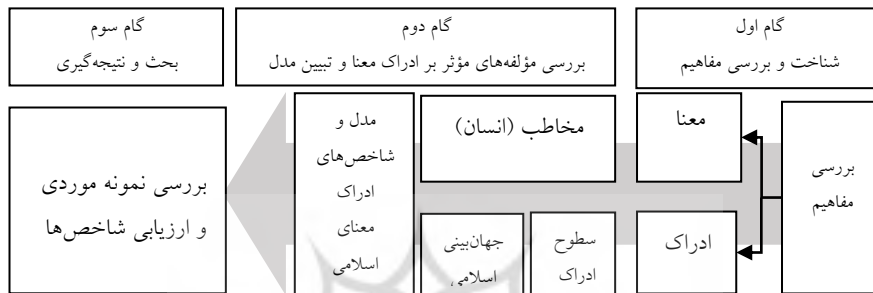 گام اول
شناخت و بررسی مفاهیم
گام دوم
بررسی مؤلفه‌های مؤثر بر ادراک معنا و تبیین مدل
گام سوم
بحث و نتیجه‌گیری
بررسی
مفاهیم
معنا
ادراک
مخاطب (انسان)
سطوح
ادراک
جهان‌بینی
اسلامی
مدل و
شاخص‌های
ادراک
معنای
اسلامی
بررسی نمونه موردی
و ارزیابی شاخص‌ها